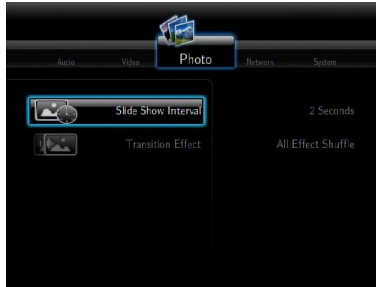 Audio Video Photo Network System
Slide Show Interval 2 Seconds
Transition Effect All Effect Shuffle